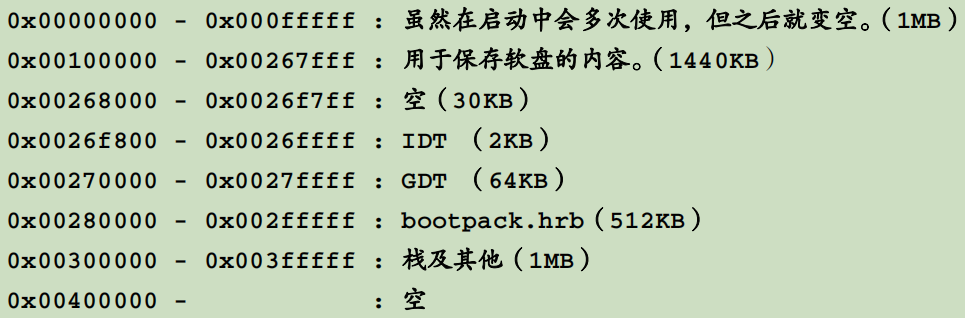 0x00000000 - 0x000fffff : 虽然在启动中会多次使用，但之后就变空。（1MB）
0x00100000 - 0x00267fff : 用于保存软盘的内容。（1440KB）
0x00268000 - 0x0026f7ff : 空（30KB）
0x0026f800 - 0x0026ffff : IDT （2KB）
0x00270000 - 0x0027ffff : GDT （64KB）
0x00280000 - 0x002fffff : bootpack.hrb（512KB）
0x00300000 - 0x003fffff : 栈及其他（1MB）
0x00400000 - : 空